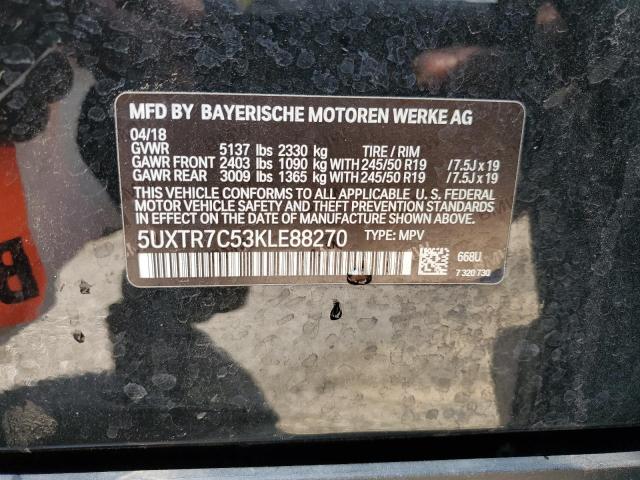 MFD BY BAYERISCHE MOTOREN WERKE AG
04/18
GVWR 5137 lbs 2330 kg TIRE / RIM
GAWR FRONT 2403 lbs 1090 kg WITH 245/50 R19 / 7.5J x 19
GAWR REAR 3009 lbs 1365 kg WITH 245/50 R19 / 7.5J x 19
THIS VEHICLE CONFORMS TO ALL APPLICABLE U. S. FEDERAL
MOTOR VEHICLE SAFETY, BUMPER, AND THEFT PREVENTION
STANDARDS IN EFFECT ON THE DATE OF MANUFACTURE SHOWN ABOVE.
5UXTR7C53KLE88270 TYPE: MPV
668U
7320730